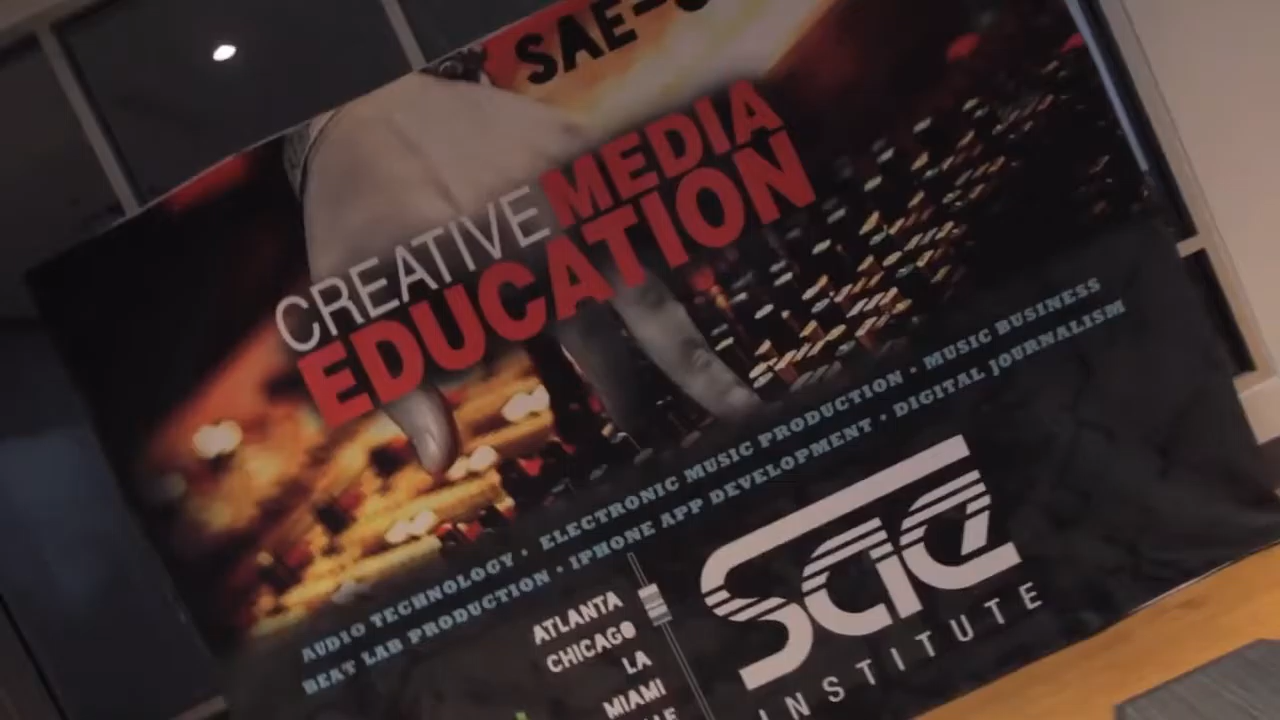 SAE-
CREATIVE MEDIA
EDUCATION
AUDIO TECHNOLOGY · ELECTRONIC MUSIC PRODUCTION · MUSIC BUSINESS
BEAT LAB PRODUCTION · IPHONE APP DEVELOPMENT · DIGITAL JOURNALISM
ATLANTA
CHICAGO
LA
MIAMI
sae
INSTITUTE